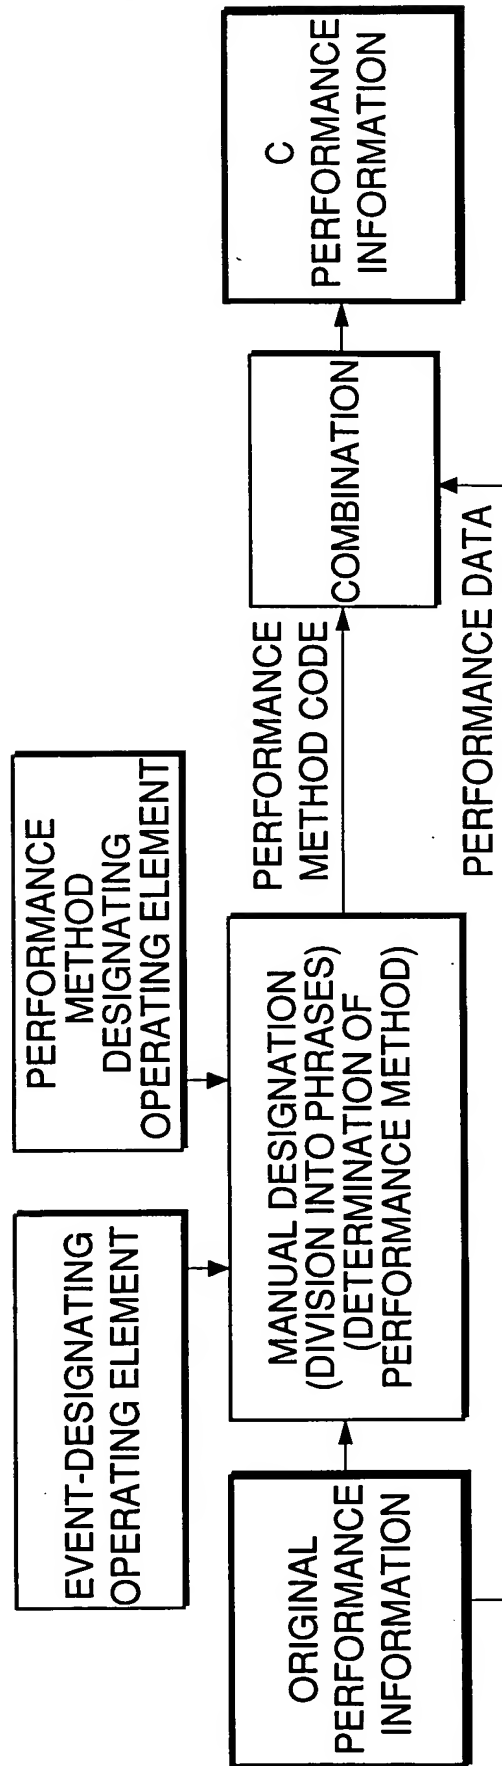 EVENT-DESIGNATING
OPERATING ELEMENT
PERFORMANCE
METHOD
DESIGNATING
OPERATING ELEMENT
ORIGINAL
PERFORMANCE
INFORMATION
MANUAL DESIGNATION
(DIVISION INTO PHRASES)
(DETERMINATION OF
PERFORMANCE METHOD)
PERFORMANCE
METHOD CODE
COMBINATION
C
PERFORMANCE
INFORMATION
PERFORMANCE DATA